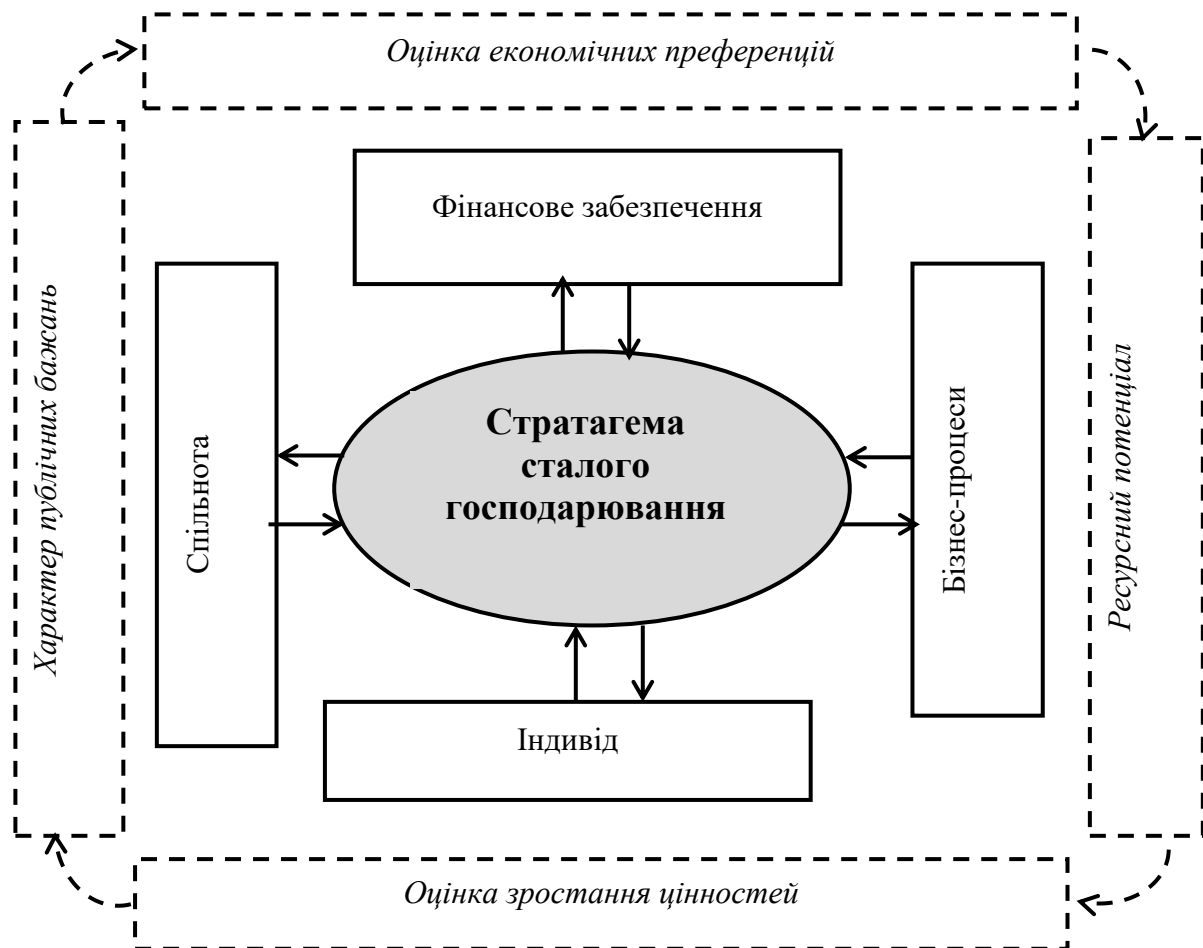 Оцінка економічних преференцій
Фінансове забезпечення
Характер публічних бажань
Спільнота
Стратагема
сталого
господарювання
Бізнес-процеси
Ресурсний потенціал
Індивід
Оцінка зростання цінностей